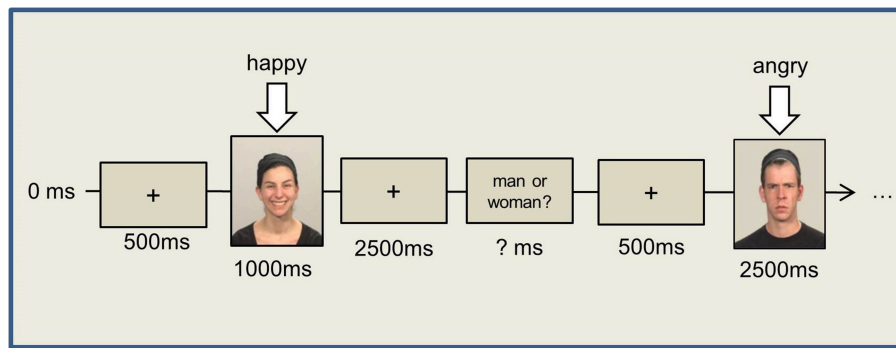 happy
angry
0 ms
+
+
man or
woman?
+
...
500ms
1000ms
2500ms
? ms
500ms
2500ms